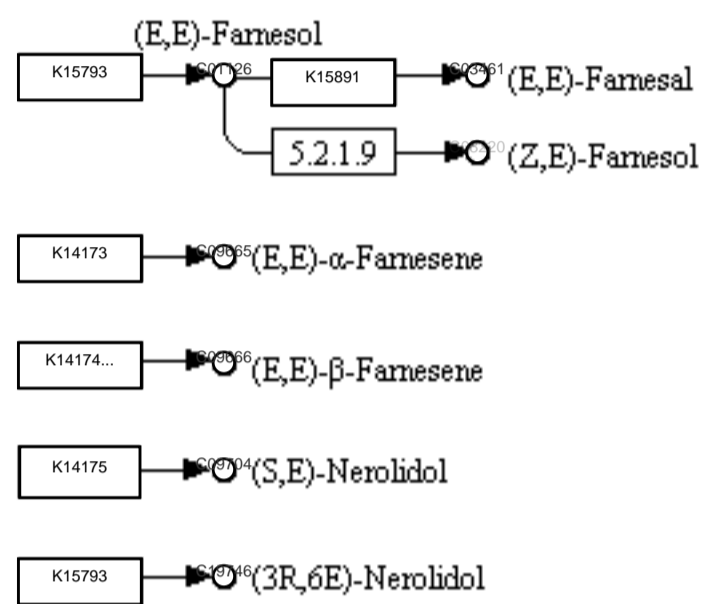 (E,E)-Farnesol
K15793
C01126
K15891
C03461
(E,E)-Farnesal
5.2.1.9
(Z,E)-Farnesol
K14173
C09665
(E,E)-α-Farnesene
K14174...
C09666
(E,E)-β-Farnesene
K14175
C09704
(S,E)-Nerolidol
K15793
C19746
(3R,6E)-Nerolidol